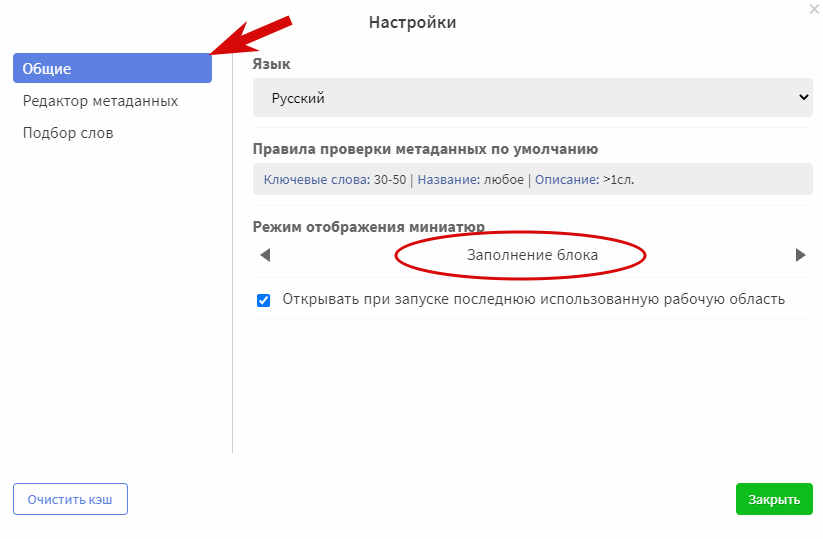 Настройки
Общие
Редактор метаданных
Подбор слов
Язык
Русский
Правила проверки метаданных по умолчанию
Ключевые слова: 30-50 | Название: любое | Описание: >1сл.
Режим отображения миниатюр
Заполнение блока
Открывать при запуске последнюю использованную рабочую область
Очистить кэш
Закрыть